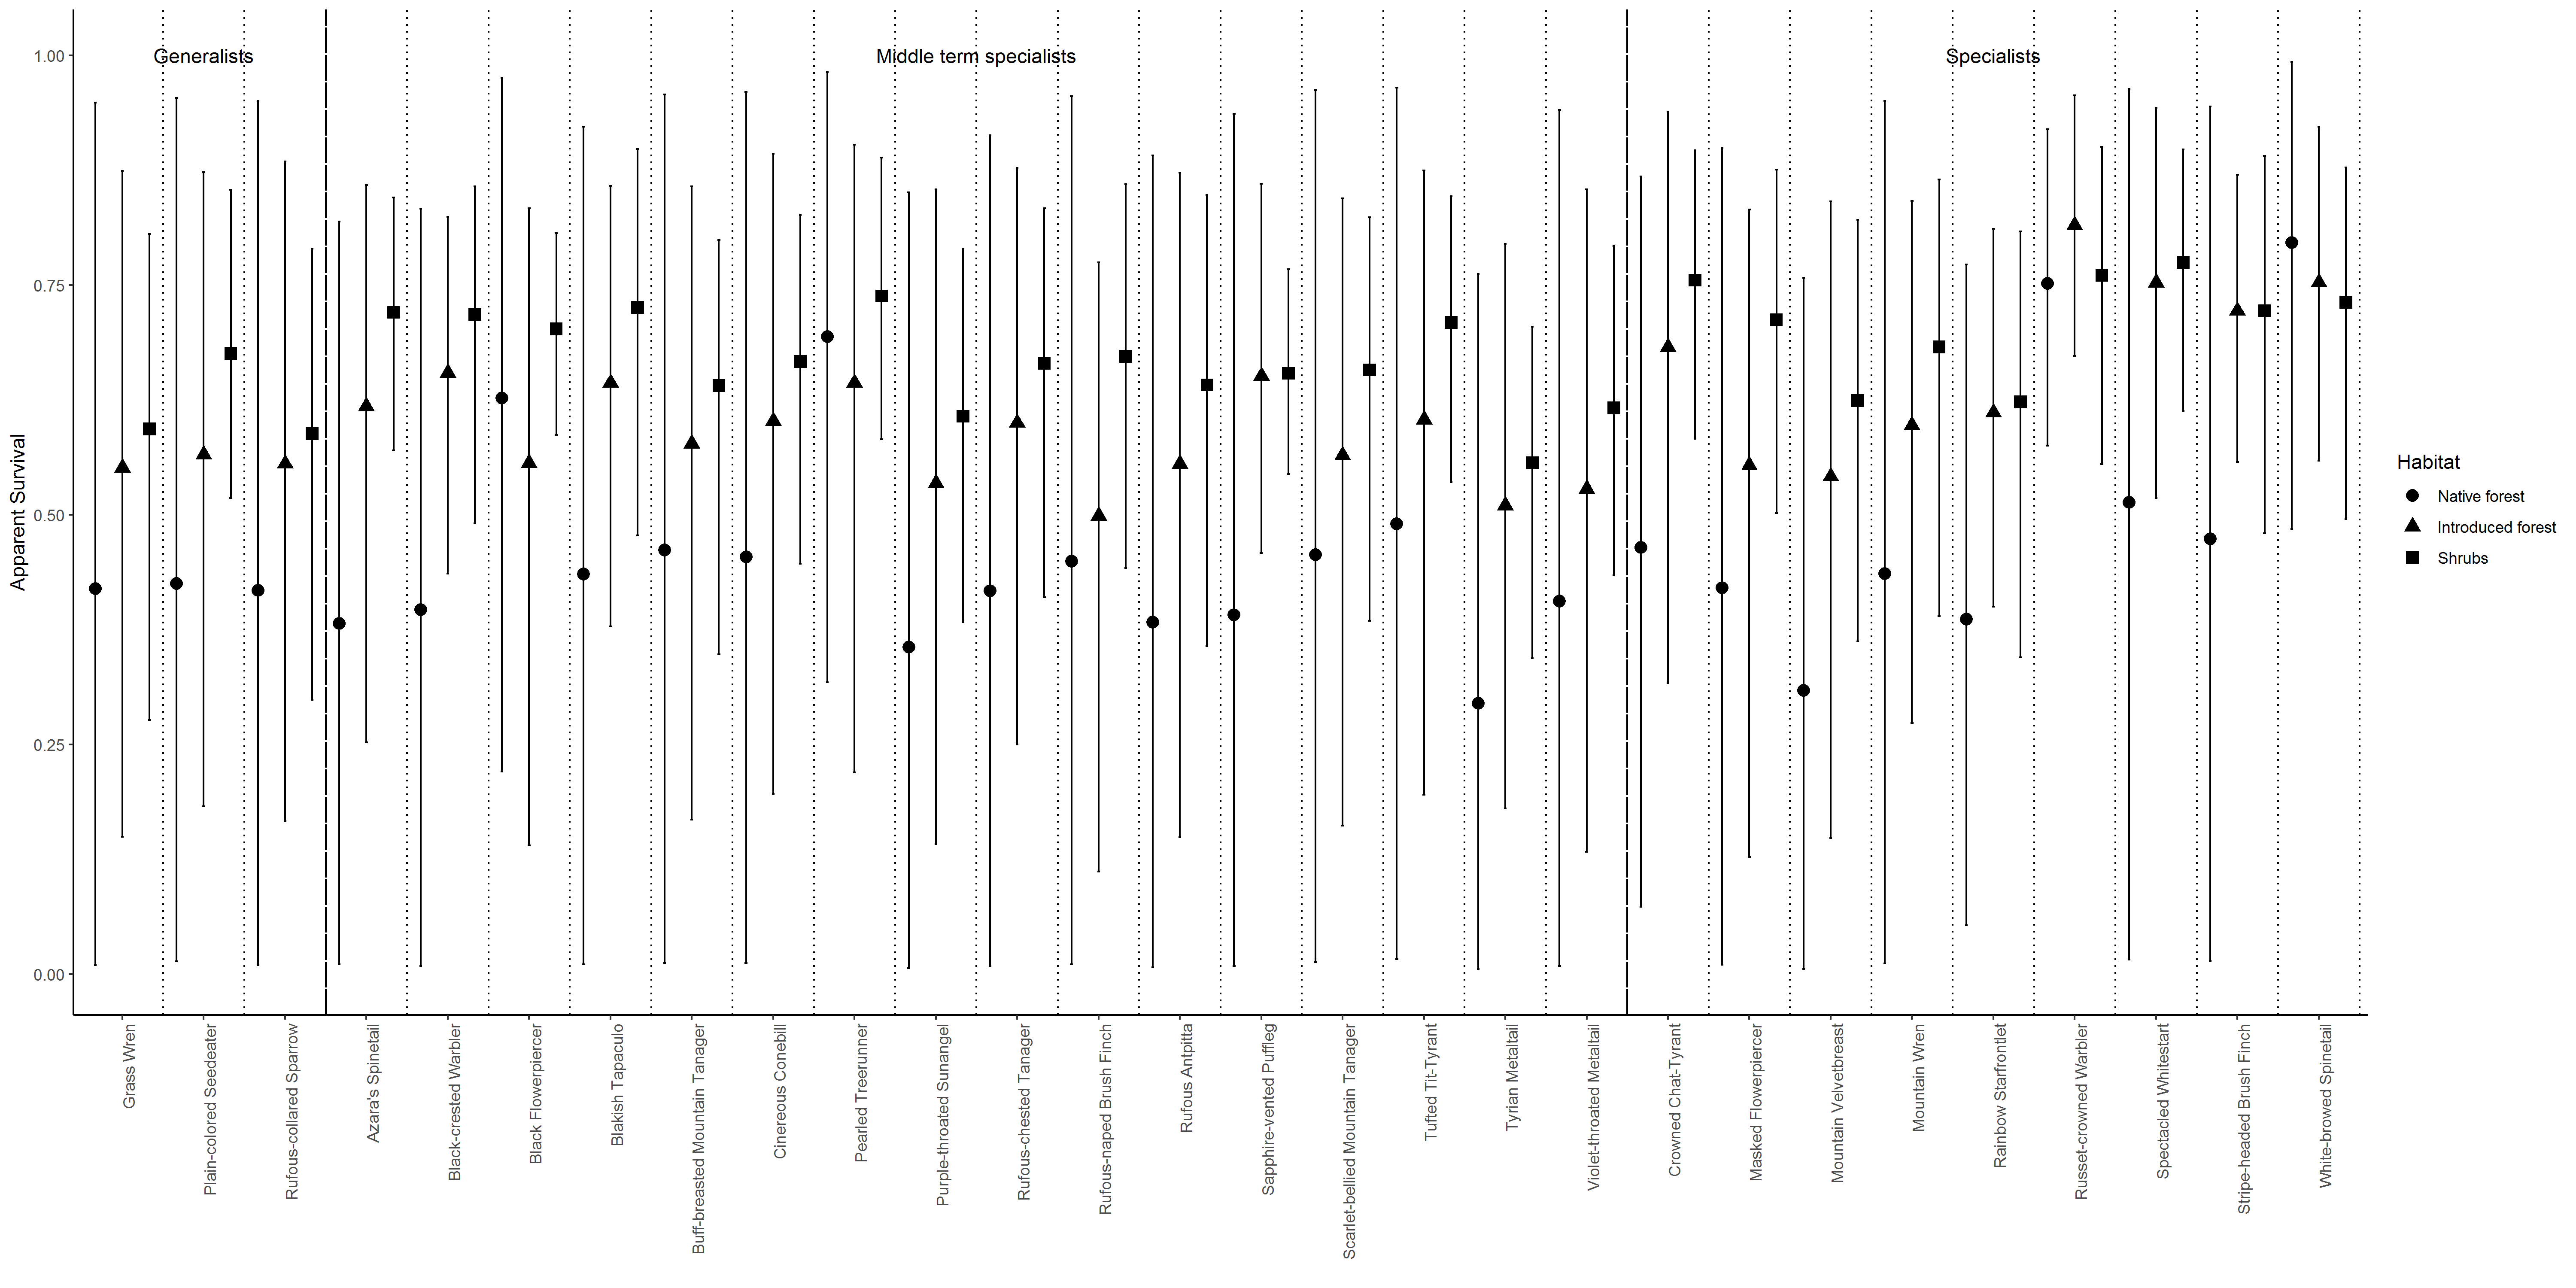 Generalists
Middle term specialists
Specialists
Apparent Survival
1.00
0.75
0.50
0.25
0.00
Grass Wren
Plain-colored Seedeater
Rufous-collared Sparrow
Azara's Spinetail
Black-crested Warbler
Black Flowerpiercer
Blakish Tapaculo
Buff-breasted Mountain Tanager
Cinereous Conebill
Pearled Treerunner
Purple-throated Sunangel
Rufous-chested Tanager
Rufous-naped Brush Finch
Rufous Antpitta
Sapphire-vented Puffleg
Scarlet-bellied Mountain Tanager
Tufted Tit-Tyrant
Tyrian Metaltail
Violet-throated Metaltail
Crowned Chat-Tyrant
Masked Flowerpiercer
Mountain Velvetbreast
Mountain Wren
Rainbow Starfrontlet
Russet-crowned Warbler
Spectacled Whitestart
Stripe-headed Brush Finch
White-browed Spinetail
Habitat
Native forest
Introduced forest
Shrubs